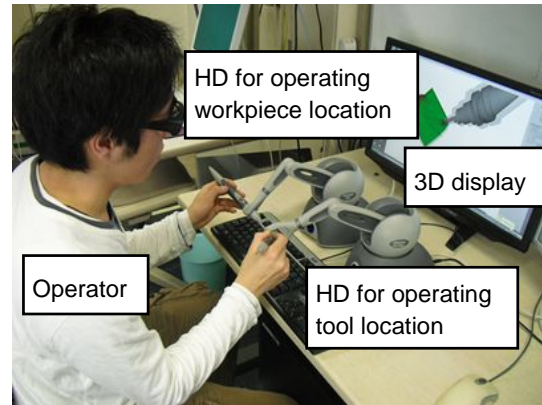 HD for operating
workpiece location
3D display
Operator
HD for operating
tool location